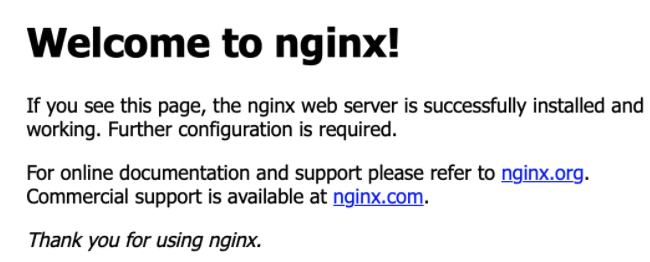 Welcome to nginx!
If you see this page, the nginx web server is successfully installed and
working. Further configuration is required.
For online documentation and support please refer to nginx.org.
Commercial support is available at nginx.com.
Thank you for using nginx.